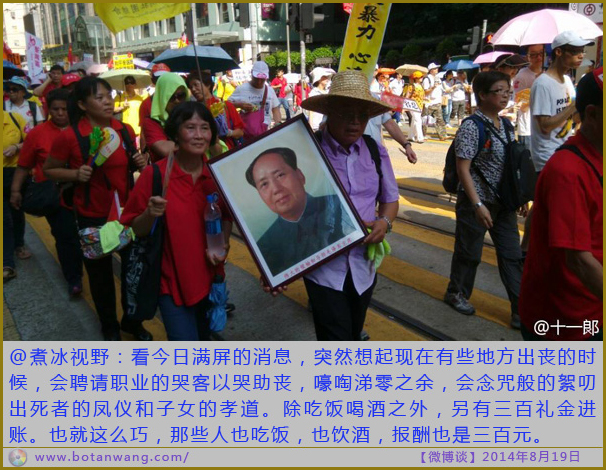 暴力
心
@十一郎
@煮冰视野：看今日满屏的消息，突然想起现在有些地方出丧的时
候，会聘请职业的哭客以哭助丧，嚎啕涕零之余，会念咒般的絮叨
出死者的凤仪和子女的孝道。除吃饭喝酒之外，另有三百礼金进
账。也就这么巧，那些人也吃饭，也饮酒，报酬也是三百元。
www.botanwang.com/
【微博谈】2014年8月19日